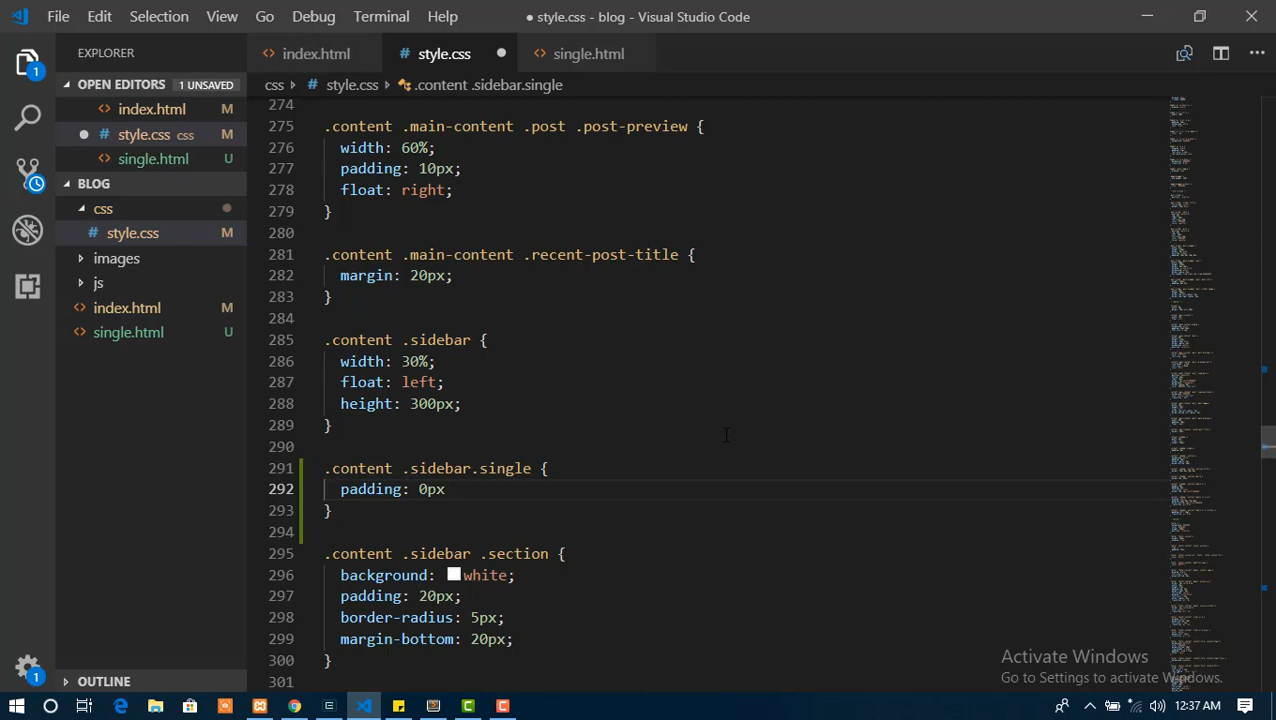 File Edit Selection View Go Debug Terminal Help
● style.css - blog - Visual Studio Code
EXPLORER
OPEN EDITORS 1 UNSAVED
<> index.html M
● # style.css css M
<> single.html U
BLOG
css
# style.css M
images
js
<> index.html M
<> single.html U
OUTLINE
1
1
<> index.html
# style.css ●
<> single.html
css > # style.css > .content .sidebar.single
274
275 .content .main-content .post .post-preview {
276 width: 60%;
277 padding: 10px;
278 float: right;
279 }
280
281 .content .main-content .recent-post-title {
282 margin: 20px;
283 }
284
285 .content .sidebar {
286 width: 30%;
287 float: left;
288 height: 300px;
289 }
290
291 .content .sidebar.single {
292 padding: 0px
293 }
294
295 .content .sidebar .section {
296 background: white;
297 padding: 20px;
298 border-radius: 5px;
299 margin-bottom: 20px;
300 }
301
Activate Windows
Go to Settings to activate Windows.
12:37 AM